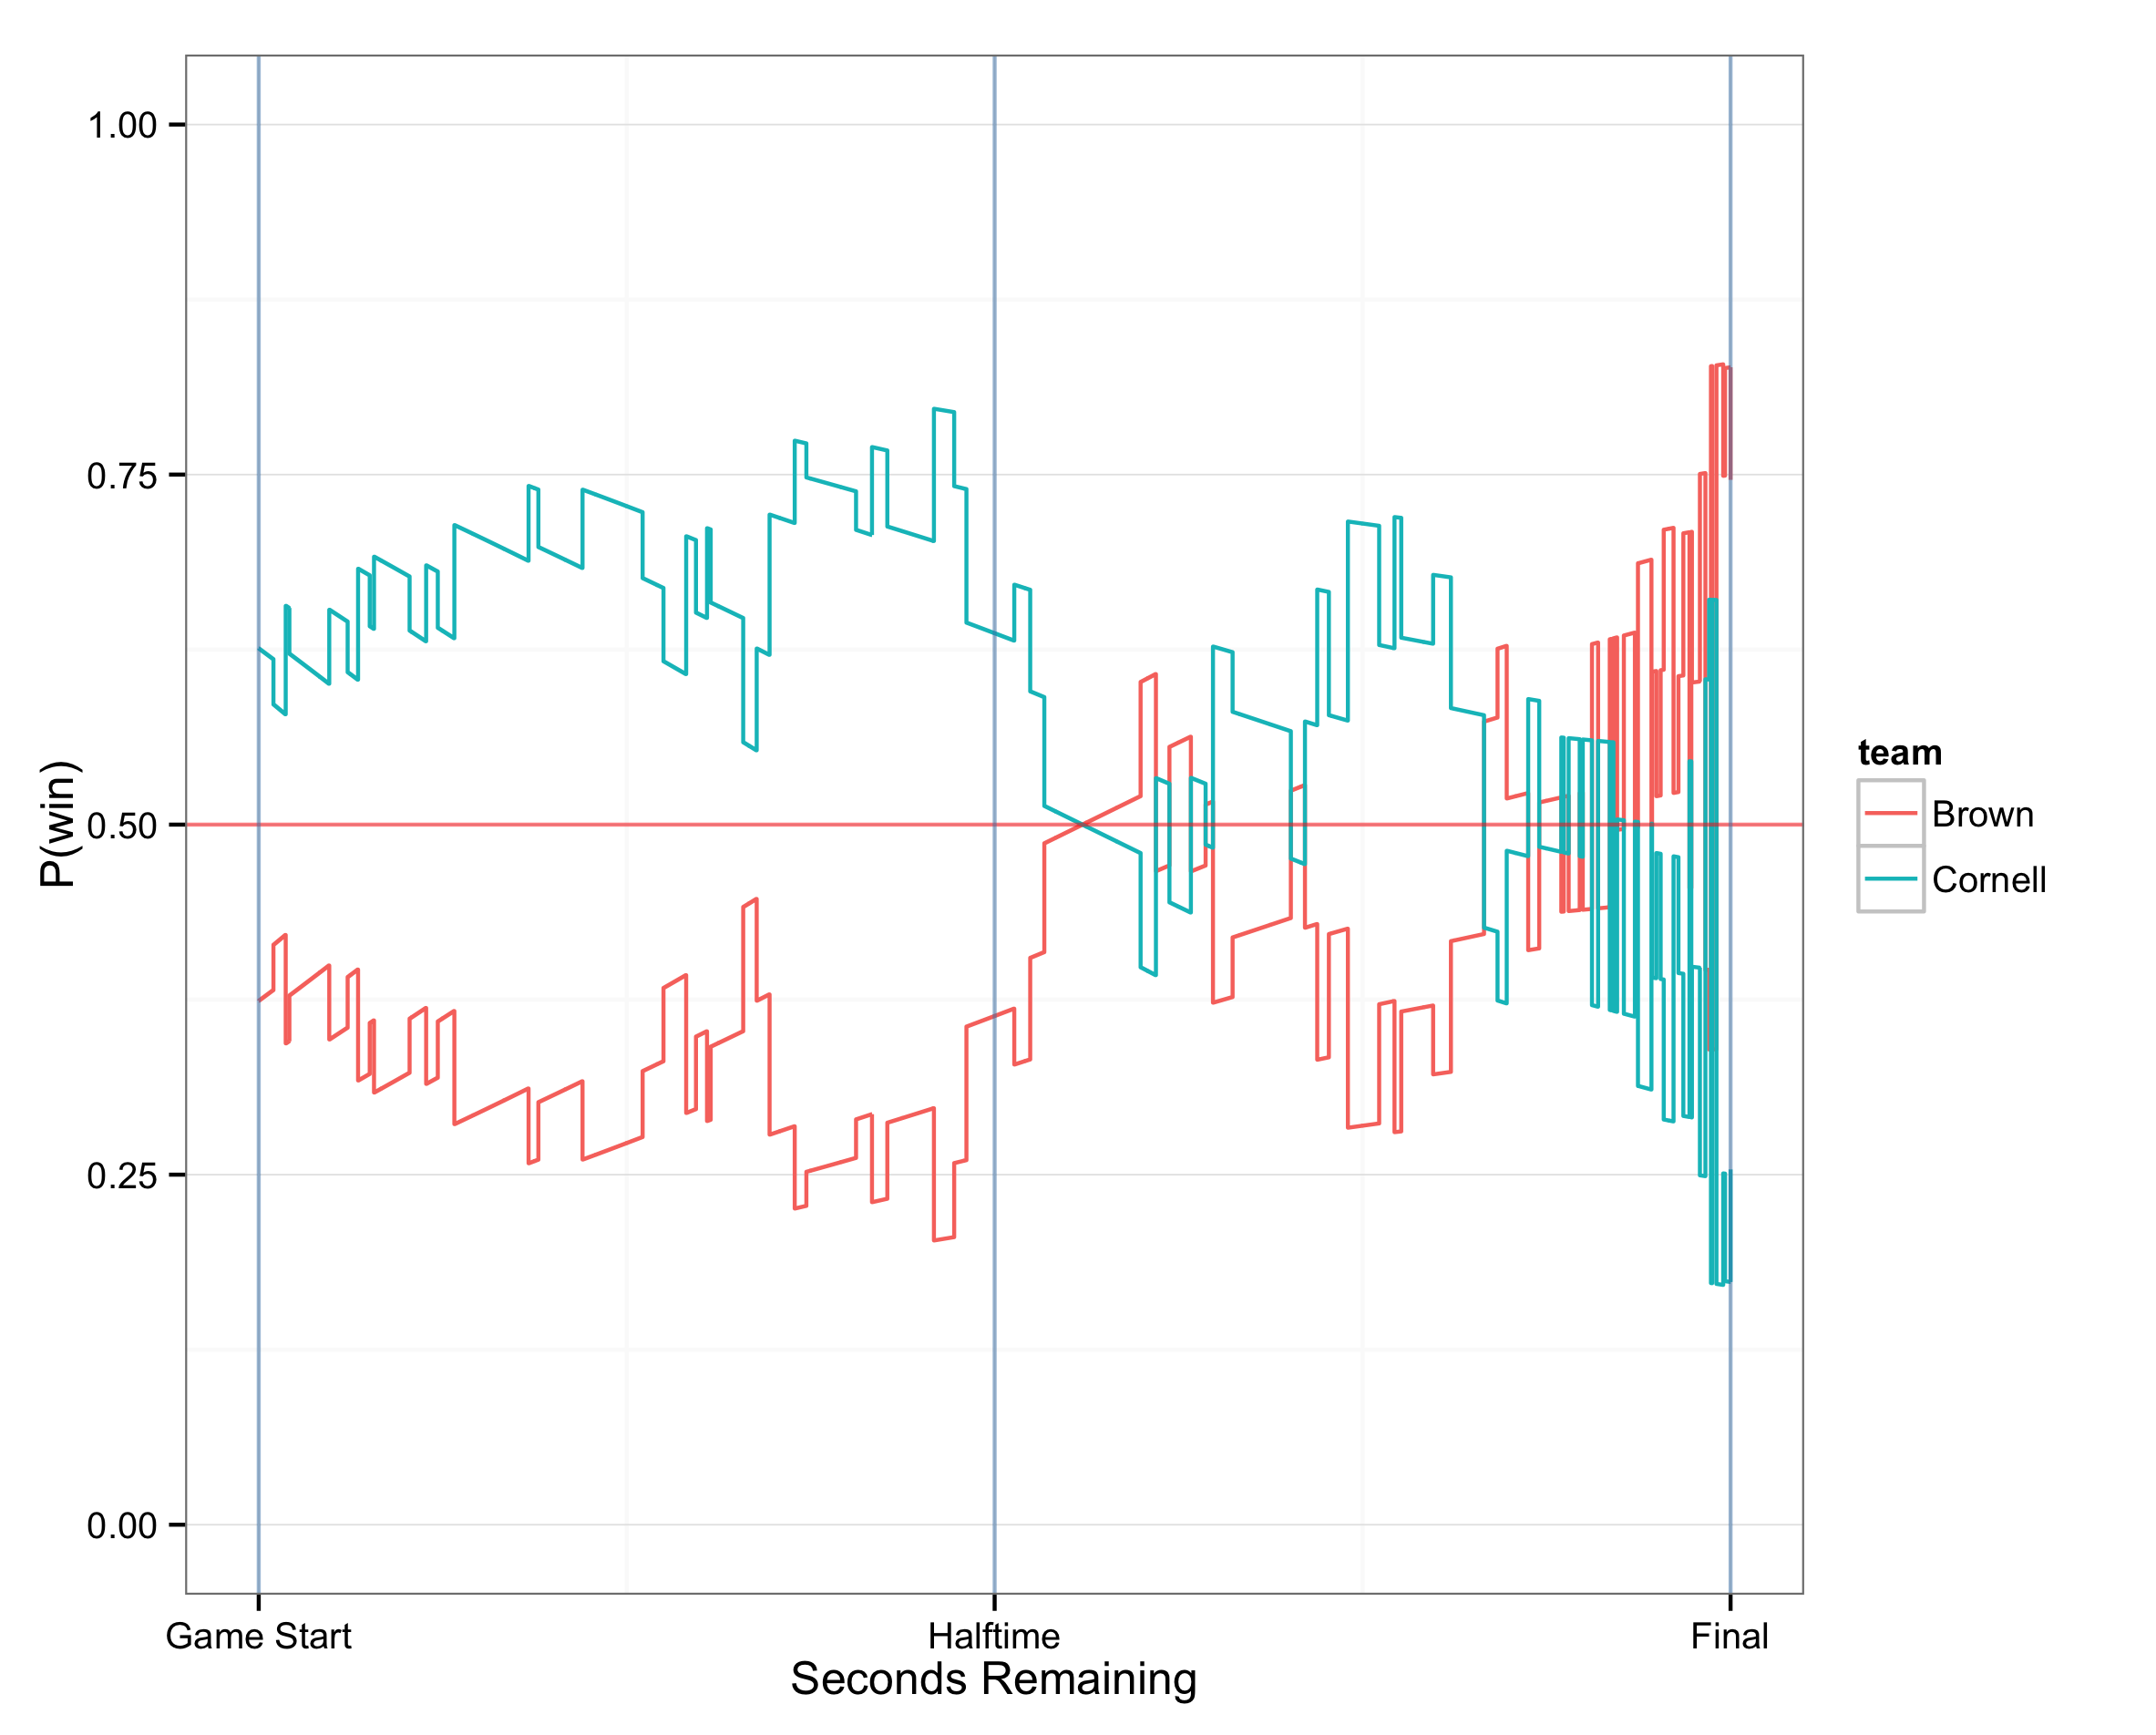 1.00
0.75
0.50
0.25
0.00
P(win)
Game Start
Halftime
Final
Seconds Remaining
team
Brown
Cornell